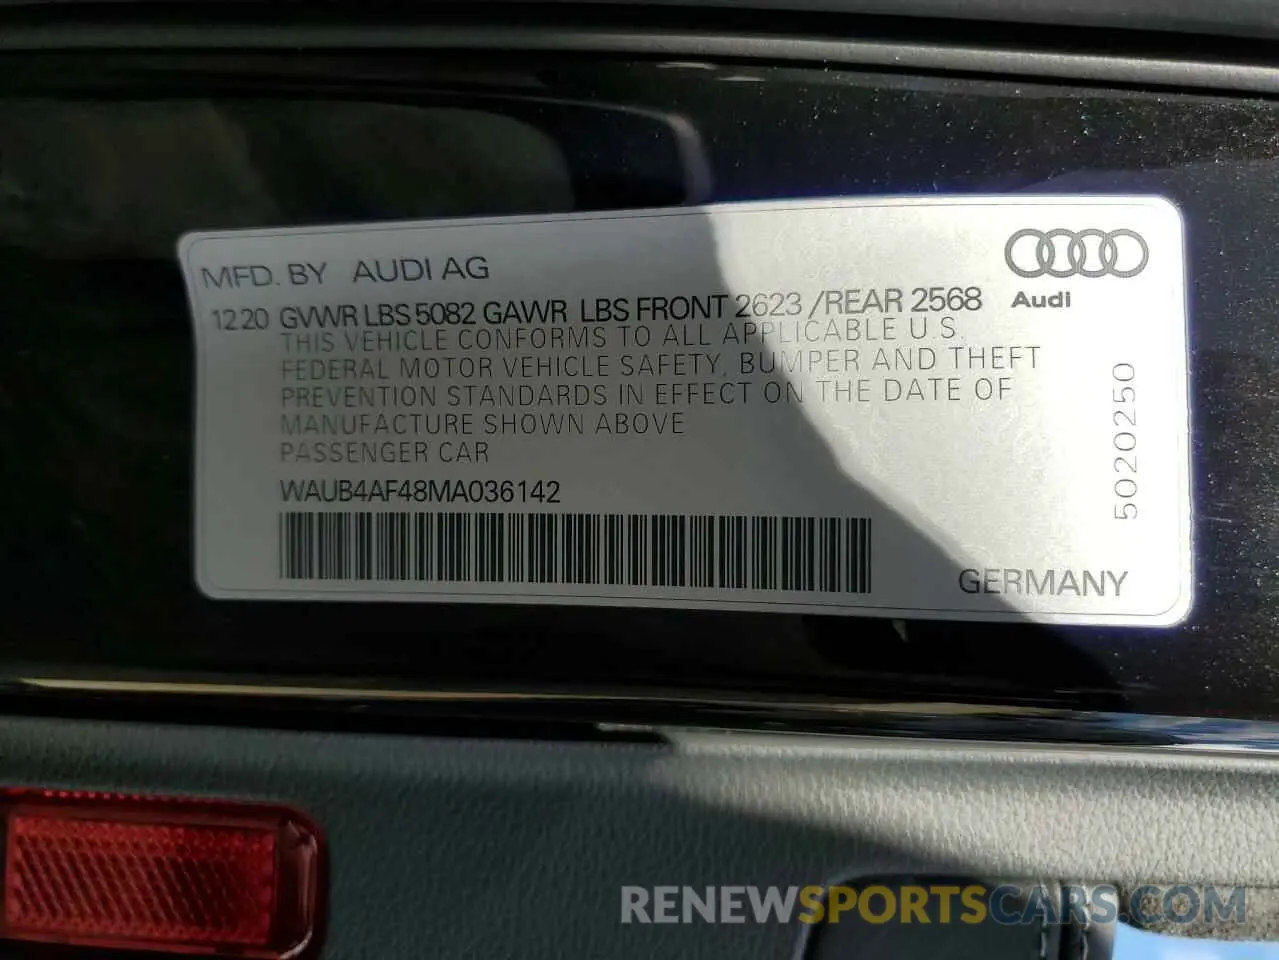 MFD. BY AUDI AG
Audi
12 20 GVWR LBS 5082 GAWR LBS FRONT 2623 /REAR 2568
THIS VEHICLE CONFORMS TO ALL APPLICABLE U.S.
FEDERAL MOTOR VEHICLE SAFETY, BUMPER AND THEFT
PREVENTION STANDARDS IN EFFECT ON THE DATE OF
MANUFACTURE SHOWN ABOVE
PASSENGER CAR
WAUB4AF48MA036142
5020250
GERMANY
RENEWSPORTSCARS.COM